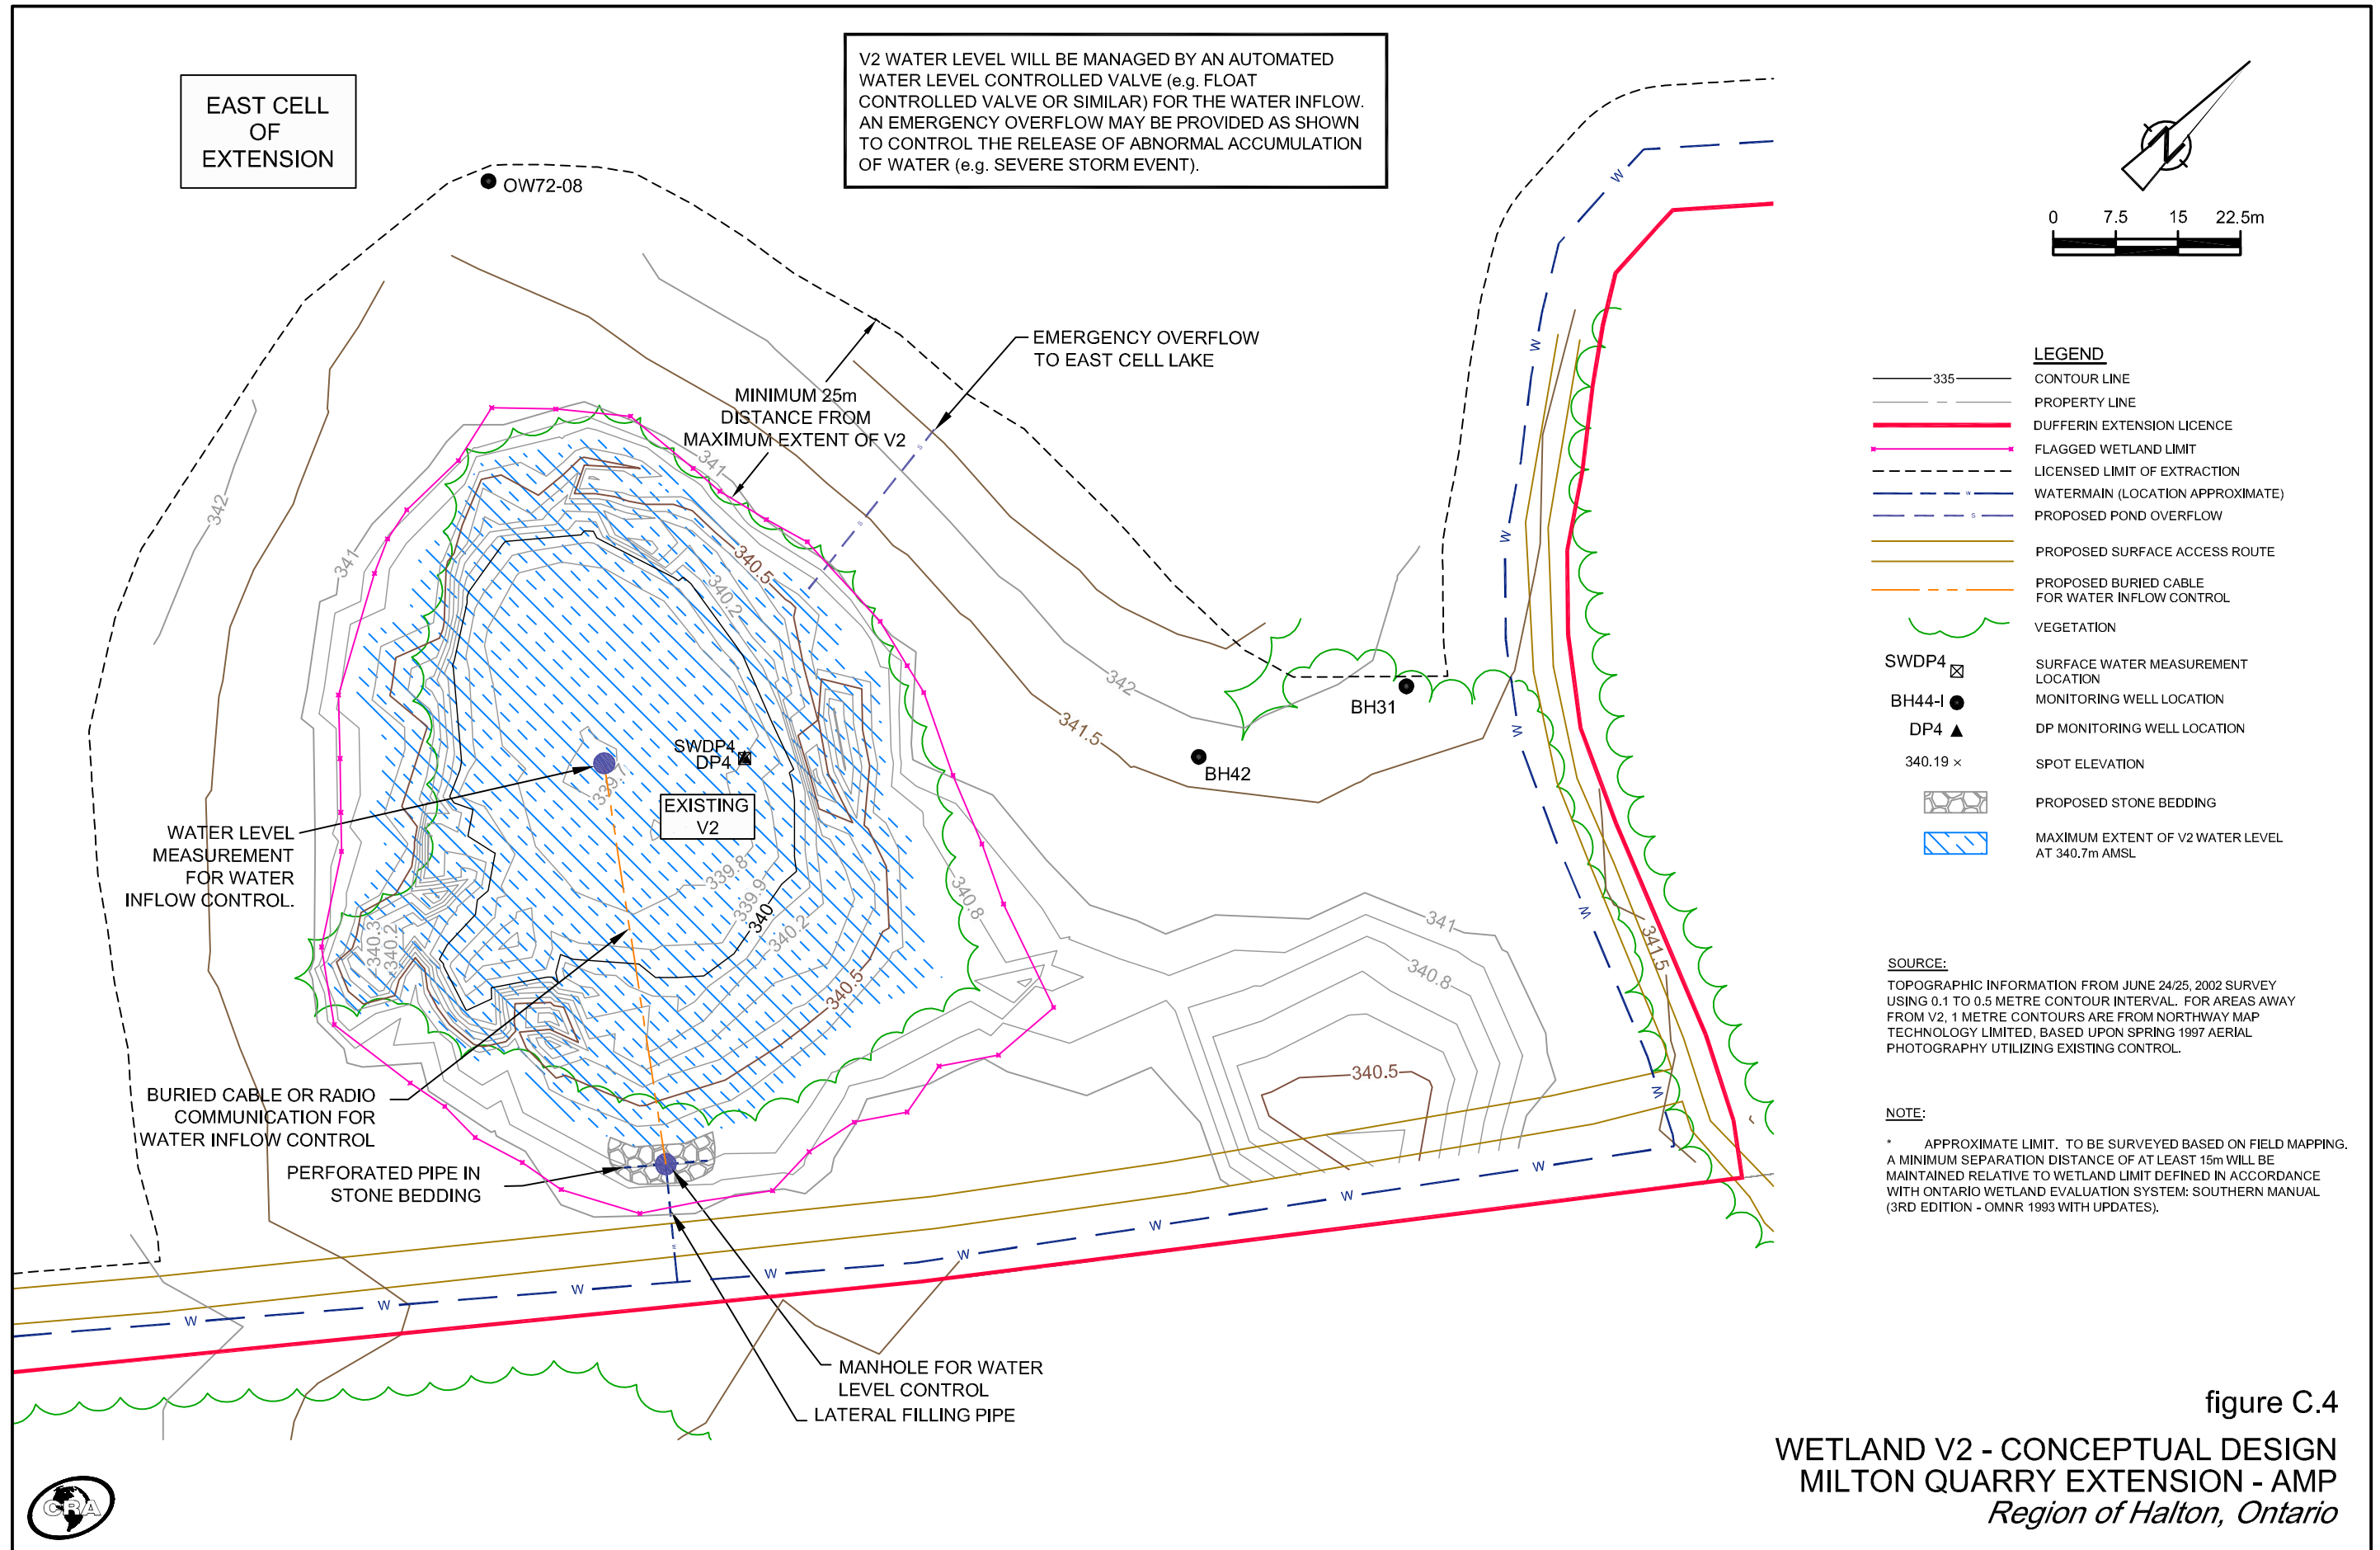 EAST CELL
OF
EXTENSION
V2 WATER LEVEL WILL BE MANAGED BY AN AUTOMATED
WATER LEVEL CONTROLLED VALVE (e.g. FLOAT
CONTROLLED VALVE OR SIMILAR) FOR THE WATER INFLOW.
AN EMERGENCY OVERFLOW MAY BE PROVIDED AS SHOWN
TO CONTROL THE RELEASE OF ABNORMAL ACCUMULATION
OF WATER (e.g. SEVERE STORM EVENT).
N
0 7.5 15 22.5m
OW72-08
EMERGENCY OVERFLOW
TO EAST CELL LAKE
MINIMUM 25m
DISTANCE FROM
MAXIMUM EXTENT OF V2
341
342
341
340.5
340.2
342
341.5
BH31
BH42
SWDP4
DP4
339.7
EXISTING
V2
339.8
339.9
340
340.2
340.5
340.8
340.3
340.2
341
340.8
340.5
341.5
W
W
W
W
W
W
W
W
W
W
W
W
W
W
S
S
S
WATER LEVEL
MEASUREMENT
FOR WATER
INFLOW CONTROL.
BURIED CABLE OR RADIO
COMMUNICATION FOR
WATER INFLOW CONTROL
PERFORATED PIPE IN
STONE BEDDING
MANHOLE FOR WATER
LEVEL CONTROL
LATERAL FILLING PIPE
LEGEND
335 CONTOUR LINE
PROPERTY LINE
DUFFERIN EXTENSION LICENCE
FLAGGED WETLAND LIMIT
LICENSED LIMIT OF EXTRACTION
W WATERMAIN (LOCATION APPROXIMATE)
S PROPOSED POND OVERFLOW
PROPOSED SURFACE ACCESS ROUTE
PROPOSED BURIED CABLE
FOR WATER INFLOW CONTROL
VEGETATION
SWDP4 SURFACE WATER MEASUREMENT
LOCATION
BH44-I MONITORING WELL LOCATION
DP4 DP MONITORING WELL LOCATION
340.19 × SPOT ELEVATION
PROPOSED STONE BEDDING
MAXIMUM EXTENT OF V2 WATER LEVEL
AT 340.7m AMSL
SOURCE:
TOPOGRAPHIC INFORMATION FROM JUNE 24/25, 2002 SURVEY
USING 0.1 TO 0.5 METRE CONTOUR INTERVAL. FOR AREAS AWAY
FROM V2, 1 METRE CONTOURS ARE FROM NORTHWAY MAP
TECHNOLOGY LIMITED, BASED UPON SPRING 1997 AERIAL
PHOTOGRAPHY UTILIZING EXISTING CONTROL.
NOTE:
* APPROXIMATE LIMIT. TO BE SURVEYED BASED ON FIELD MAPPING.
A MINIMUM SEPARATION DISTANCE OF AT LEAST 15m WILL BE
MAINTAINED RELATIVE TO WETLAND LIMIT DEFINED IN ACCORDANCE
WITH ONTARIO WETLAND EVALUATION SYSTEM: SOUTHERN MANUAL
(3RD EDITION - OMNR 1993 WITH UPDATES).
figure C.4
WETLAND V2 - CONCEPTUAL DESIGN
MILTON QUARRY EXTENSION - AMP
Region of Halton, Ontario
CRA